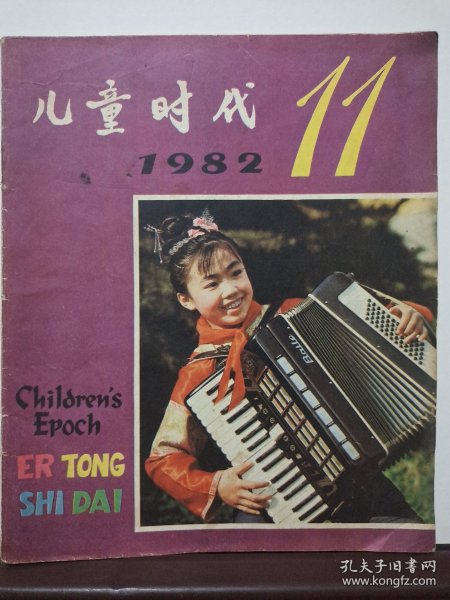 儿童时代
11
1982
Baile
Children's
Epoch
ER TONG
SHI DAI
孔夫子旧书网
www.kongfz.com